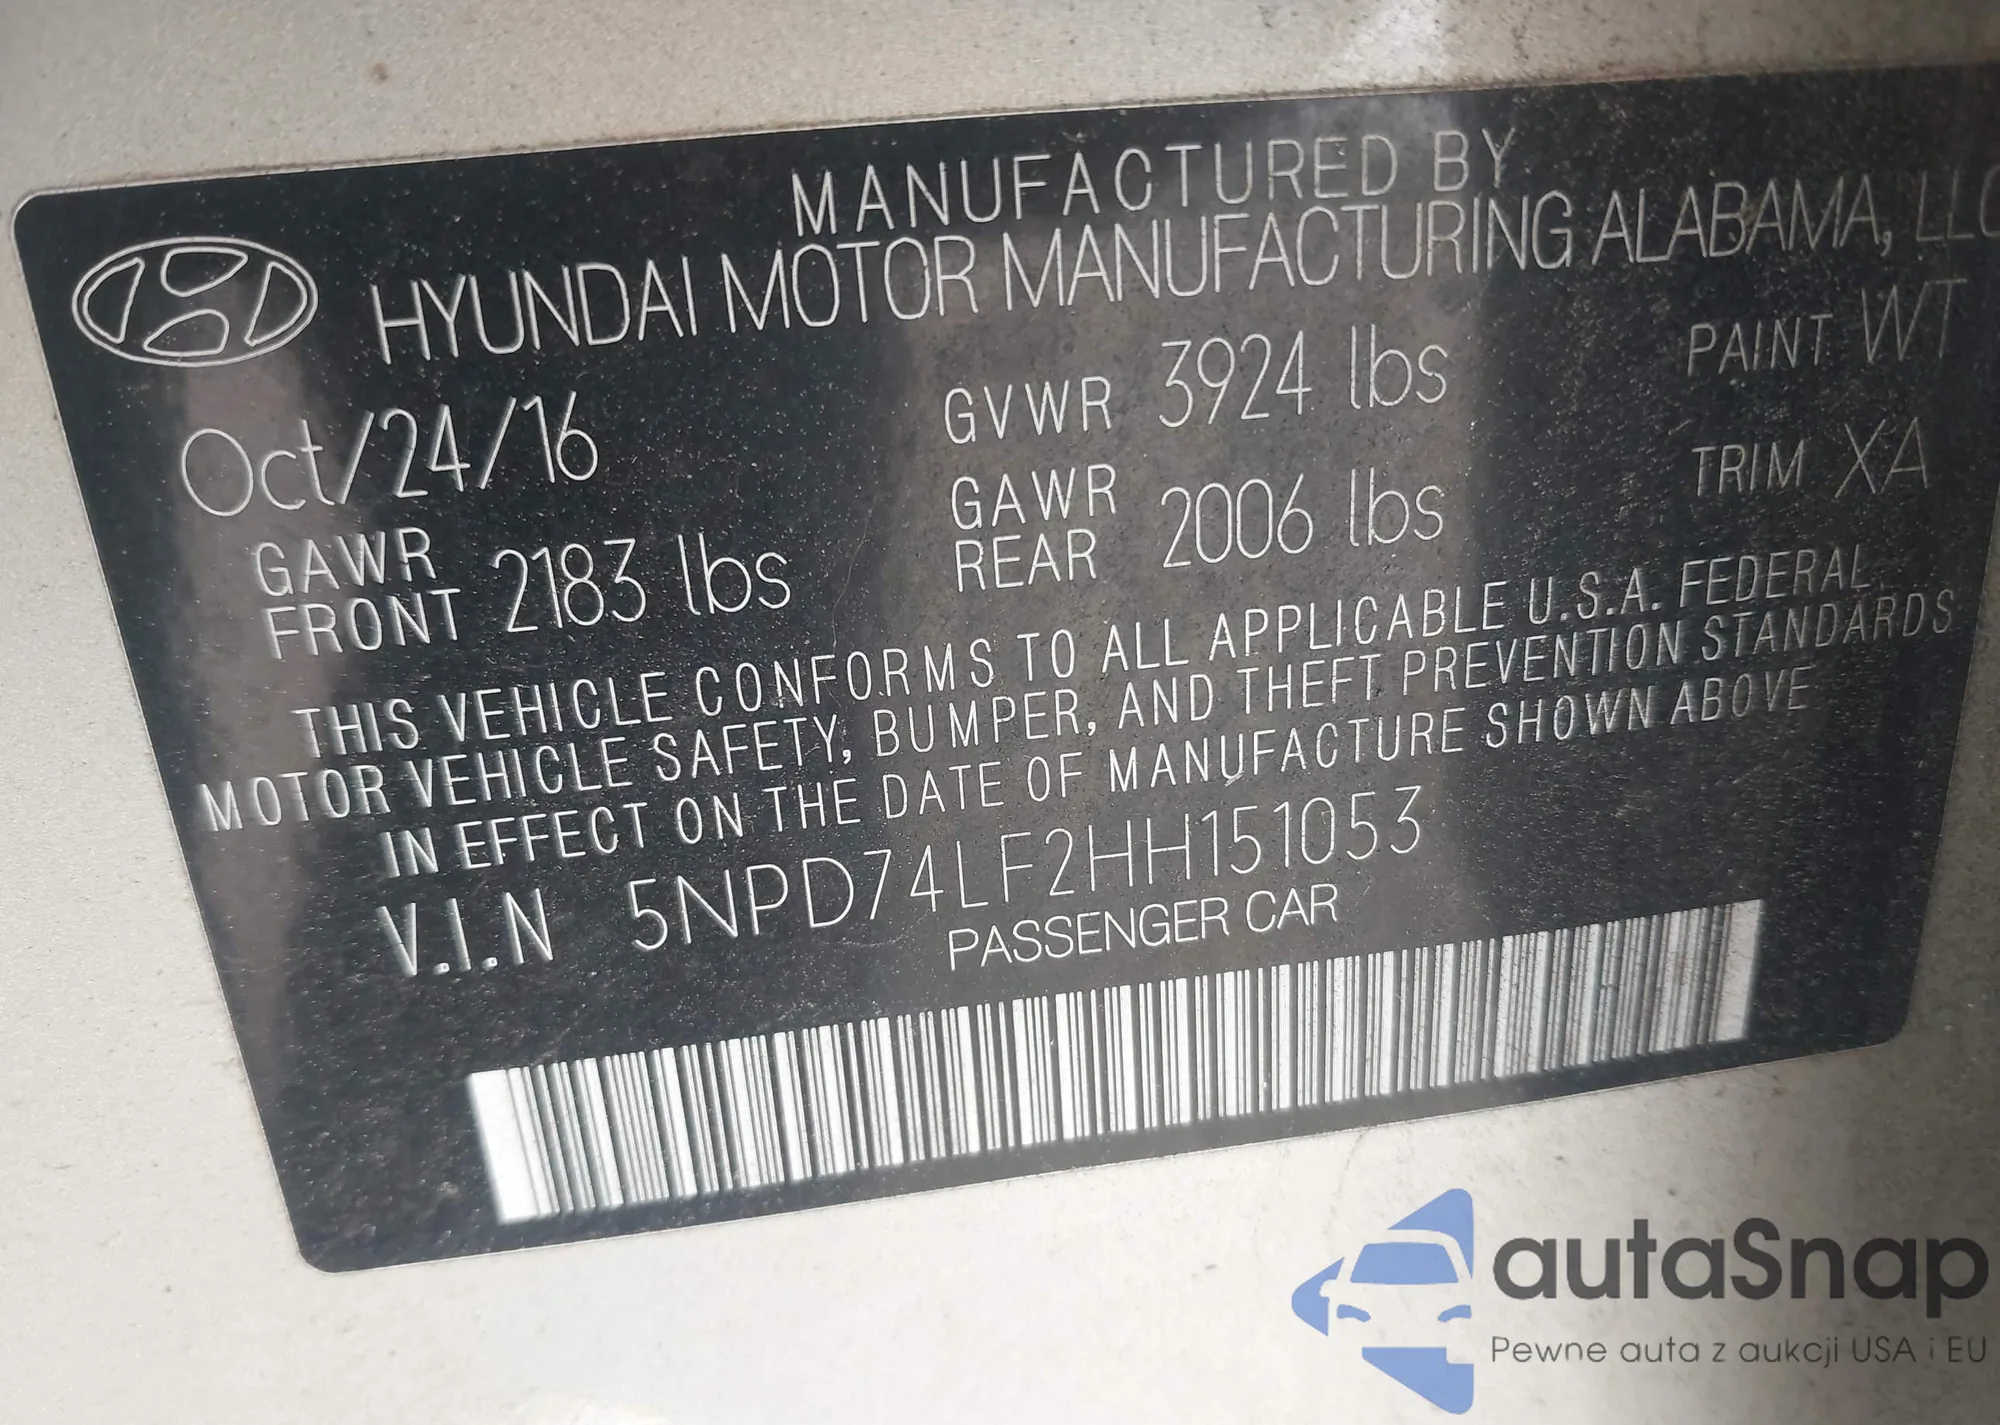 MANUFACTURED BY
HYUNDAI MOTOR MANUFACTURING ALABAMA, LLC
Oct/24/16 GVWR 3924 lbs PAINT WT
GAWR FRONT 2183 lbs GAWR REAR 2006 lbs TRIM XA
THIS VEHICLE CONFORMS TO ALL APPLICABLE U.S.A. FEDERAL
MOTOR VEHICLE SAFETY, BUMPER, AND THEFT PREVENTION STANDARDS
IN EFFECT ON THE DATE OF MANUFACTURE SHOWN ABOVE
V.I.N 5NPD74LF2HH151053
PASSENGER CAR
autaSnap
Pewne auta z aukcji USA i EU